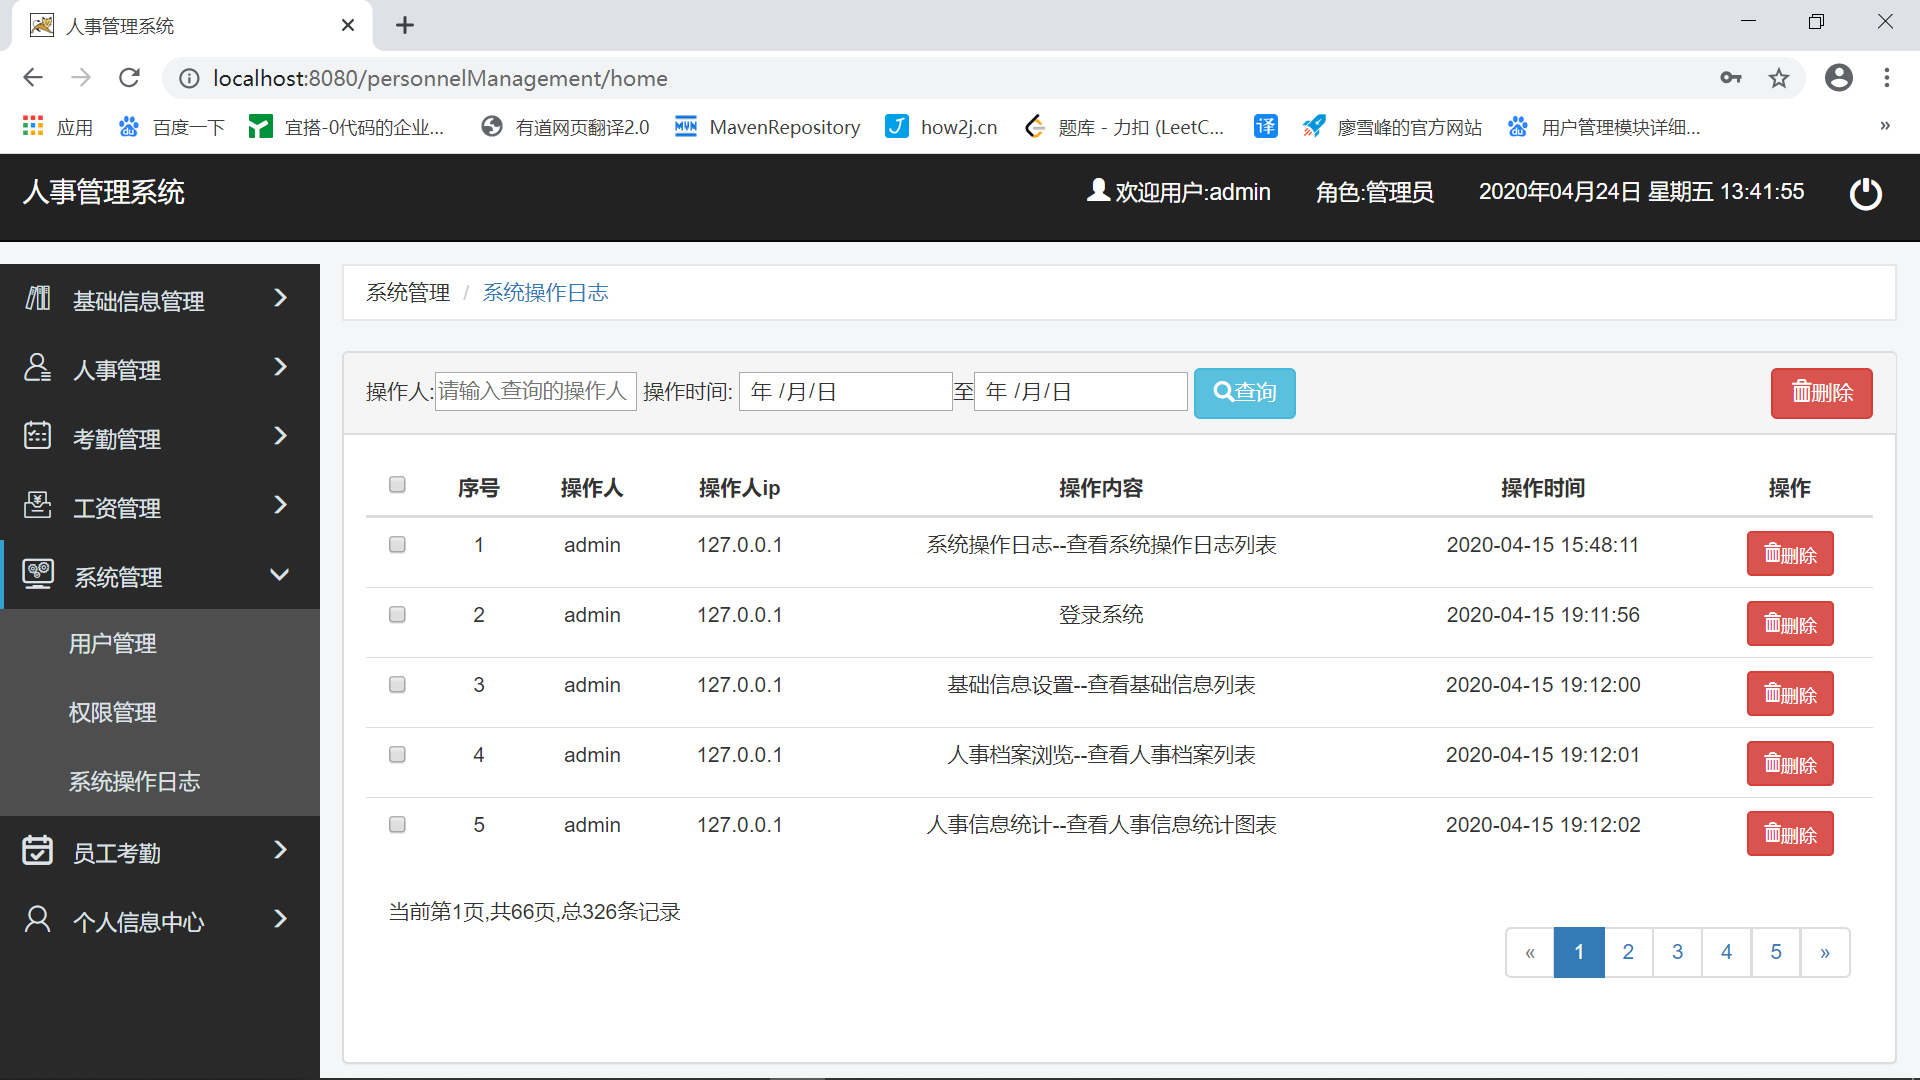 人事管理系统
localhost:8080/personnelManagement/home
应用 百度一下 宜搭-0代码的企业... 有道网页翻译2.0 MavenRepository how2j.cn 题库 - 力扣 (LeetC... 译 廖雪峰的官方网站 用户管理模块详细... »
人事管理系统 欢迎用户:admin 角色:管理员 2020年04月24日 星期五 13:41:55
基础信息管理
人事管理
考勤管理
工资管理
系统管理
用户管理
权限管理
系统操作日志
员工考勤
个人信息中心
系统管理 / 系统操作日志
操作人: 请输入查询的操作人 操作时间: 年 /月/日 至 年 /月/日 查询 删除
序号 操作人 操作人ip 操作内容 操作时间 操作
1 admin 127.0.0.1 系统操作日志--查看系统操作日志列表 2020-04-15 15:48:11 删除
2 admin 127.0.0.1 登录系统 2020-04-15 19:11:56 删除
3 admin 127.0.0.1 基础信息设置--查看基础信息列表 2020-04-15 19:12:00 删除
4 admin 127.0.0.1 人事档案浏览--查看人事档案列表 2020-04-15 19:12:01 删除
5 admin 127.0.0.1 人事信息统计--查看人事信息统计图表 2020-04-15 19:12:02 删除
当前第1页,共66页,总326条记录
« 1 2 3 4 5 »